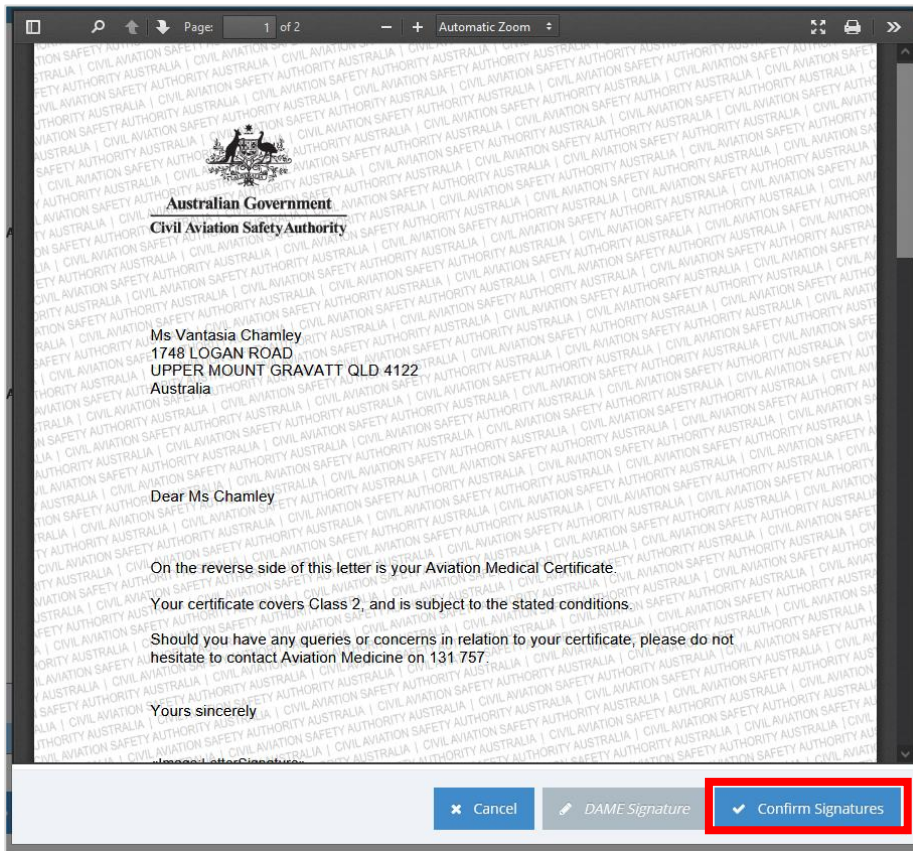 Page: 1 of 2 − + Automatic Zoom
Australian Government
Civil Aviation Safety Authority
Ms Vantasia Chamley
1748 LOGAN ROAD
UPPER MOUNT GRAVATT QLD 4122
Australia
Dear Ms Chamley
On the reverse side of this letter is your Aviation Medical Certificate.
Your certificate covers Class 2, and is subject to the stated conditions.
Should you have any queries or concerns in relation to your certificate, please do not
hesitate to contact Aviation Medicine on 131 757.
Yours sincerely
Cancel DAME Signature Confirm Signatures